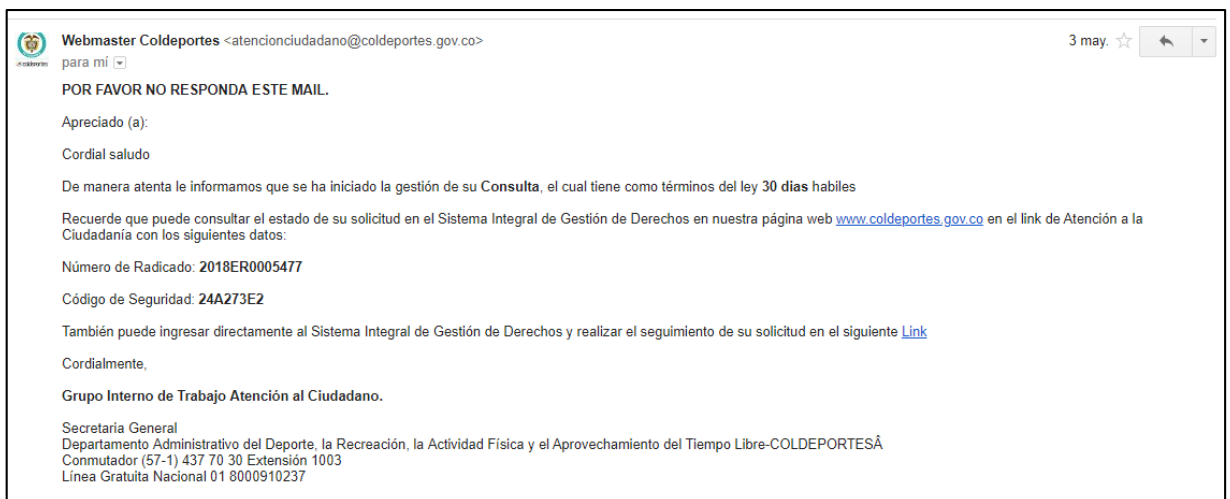 Webmaster Coldeportes <atencionciudadano@coldeportes.gov.co>
3 may.
para mí
POR FAVOR NO RESPONDA ESTE MAIL.
Apreciado (a):
Cordial saludo
De manera atenta le informamos que se ha iniciado la gestión de su Consulta, el cual tiene como términos del ley 30 dias habiles
Recuerde que puede consultar el estado de su solicitud en el Sistema Integral de Gestión de Derechos en nuestra página web www.coldeportes.gov.co en el link de Atención a la
Ciudadanía con los siguientes datos:
Número de Radicado: 2018ER0005477
Código de Seguridad: 24A273E2
También puede ingresar directamente al Sistema Integral de Gestión de Derechos y realizar el seguimiento de su solicitud en el siguiente Link
Cordialmente,
Grupo Interno de Trabajo Atención al Ciudadano.
Secretaria General
Departamento Administrativo del Deporte, la Recreación, la Actividad Física y el Aprovechamiento del Tiempo Libre-COLDEPORTESÂ
Conmutador (57-1) 437 70 30 Extensión 1003
Línea Gratuita Nacional 01 8000910237